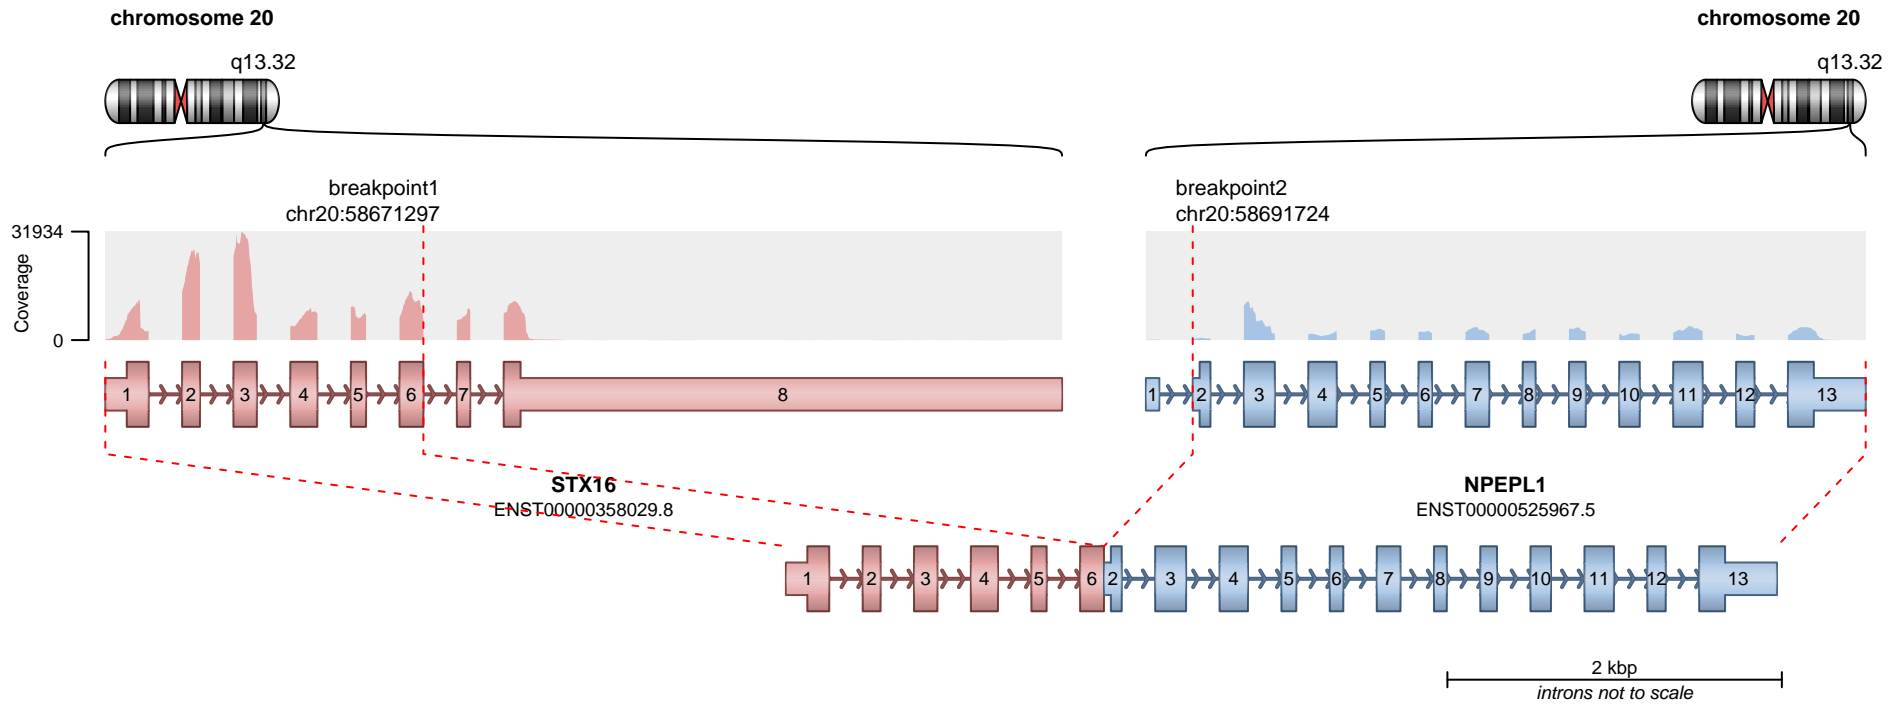 chromosome 20
chromosome 20
q13.32
q13.32
breakpoint1
chr20:58671297
breakpoint2
chr20:58691724
31934
Coverage
0
1 2 3 4 5 6 7 8
1 2 3 4 5 6 7 8 9 10 11 12 13
STX16
ENST00000358029.8
NPEPL1
ENST00000525967.5
1 2 3 4 5 6 2 3 4 5 6 7 8 9 10 11 12 13
2 kbp
introns not to scale